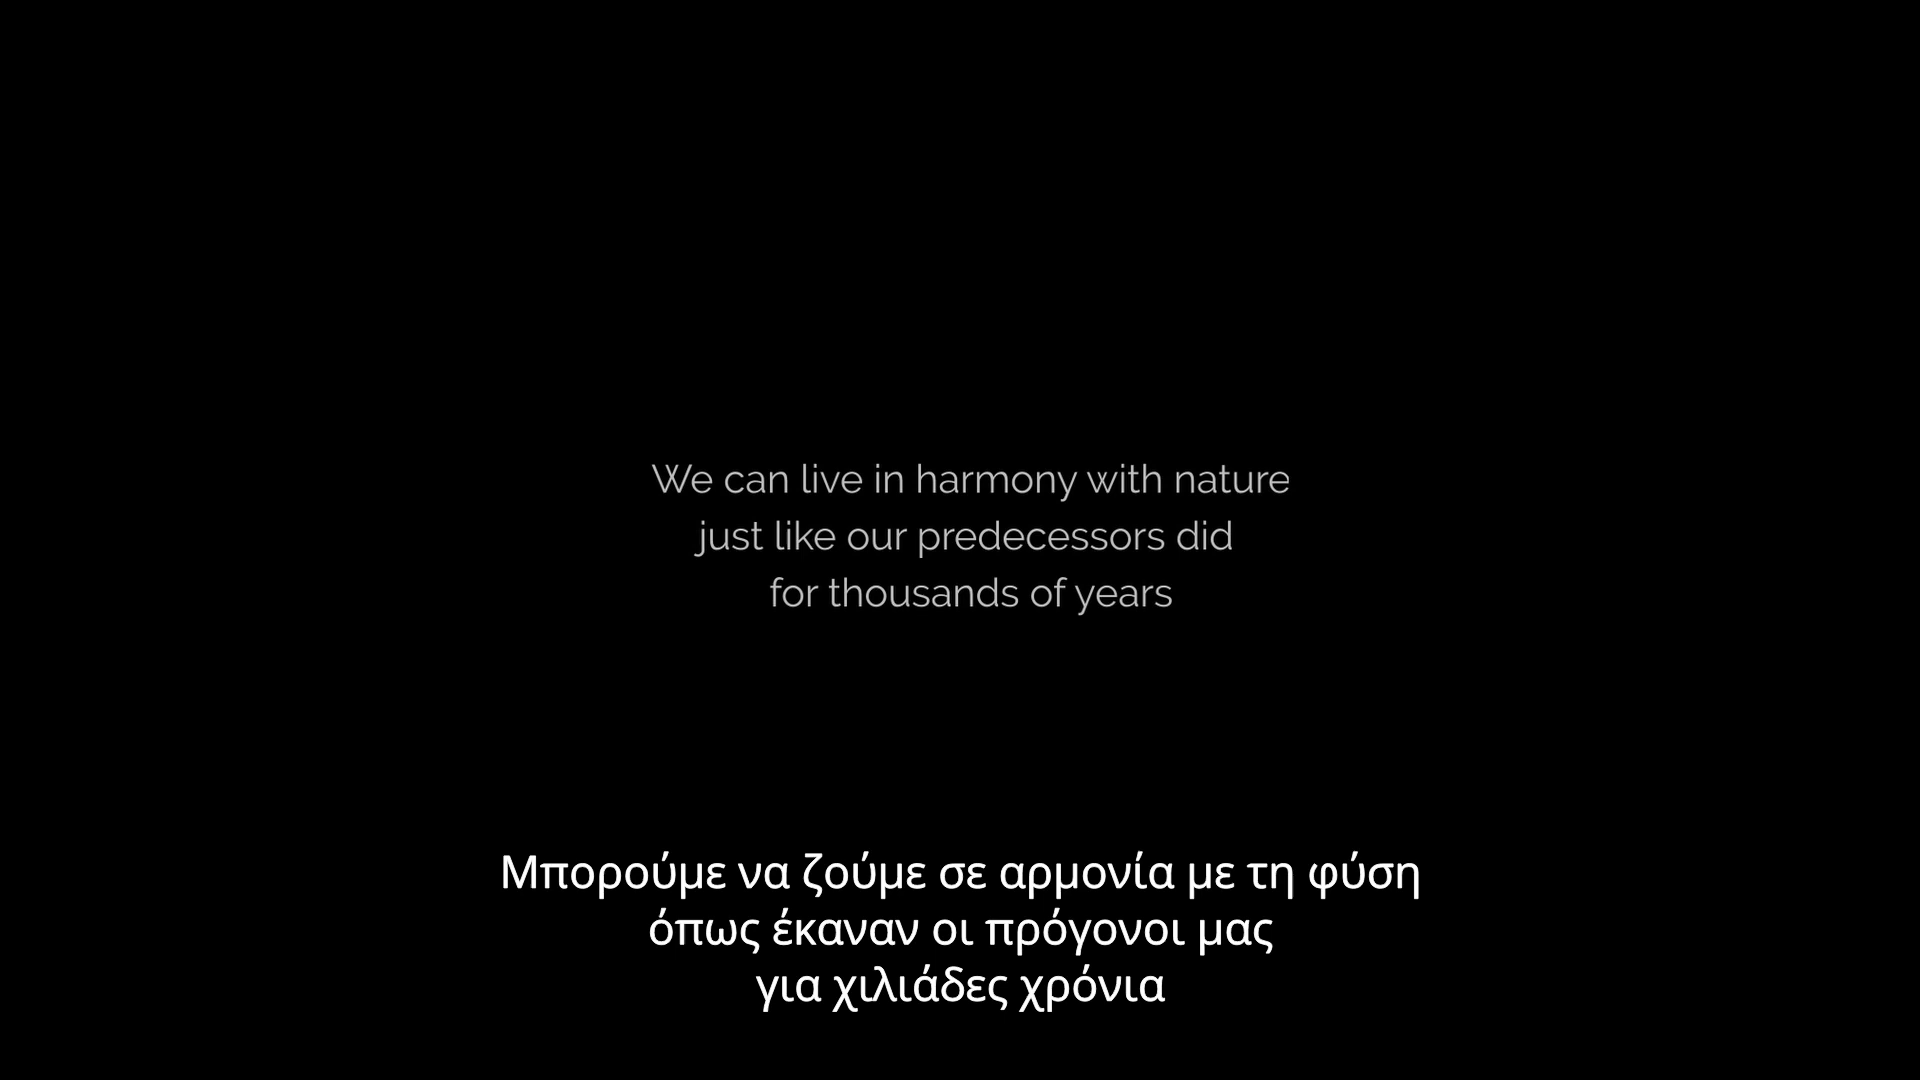 We can live in harmony with nature
just like our predecessors did
for thousands of years
Μπορούμε να ζούμε σε αρμονία με τη φύση
όπως έκαναν οι πρόγονοι μας
για χιλιάδες χρόνια